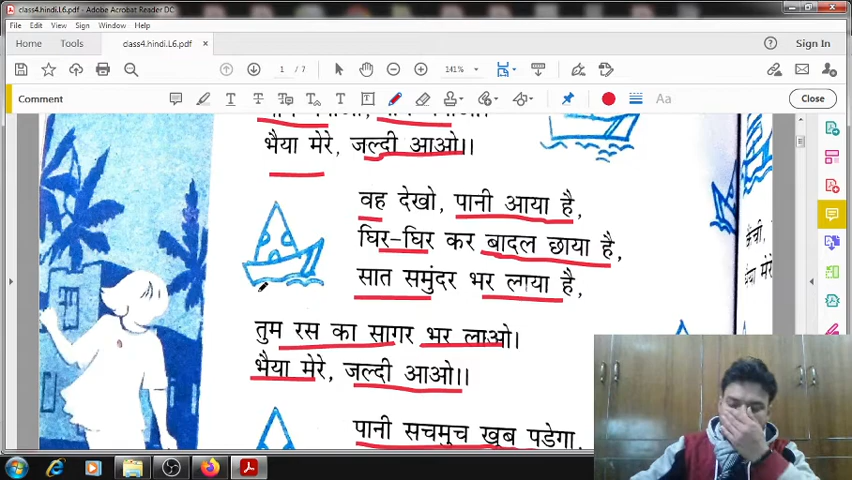 class4.hindi.L6.pdf - Adobe Acrobat Reader DC
File Edit View Sign Window Help
Home Tools class4.hindi.L6.pdf × Sign In
1 / 7 241%
Comment Aa Close
भैया मेरे, जल्दी आओ।।
वह देखो, पानी आया है,
घिर-घिर कर बादल छाया है,
सात समुंदर भर लाया है,
तुम रस का सागर भर लाओ।
भैया मेरे, जल्दी आओ।।
पानी सचमुच खूब पडेगा,